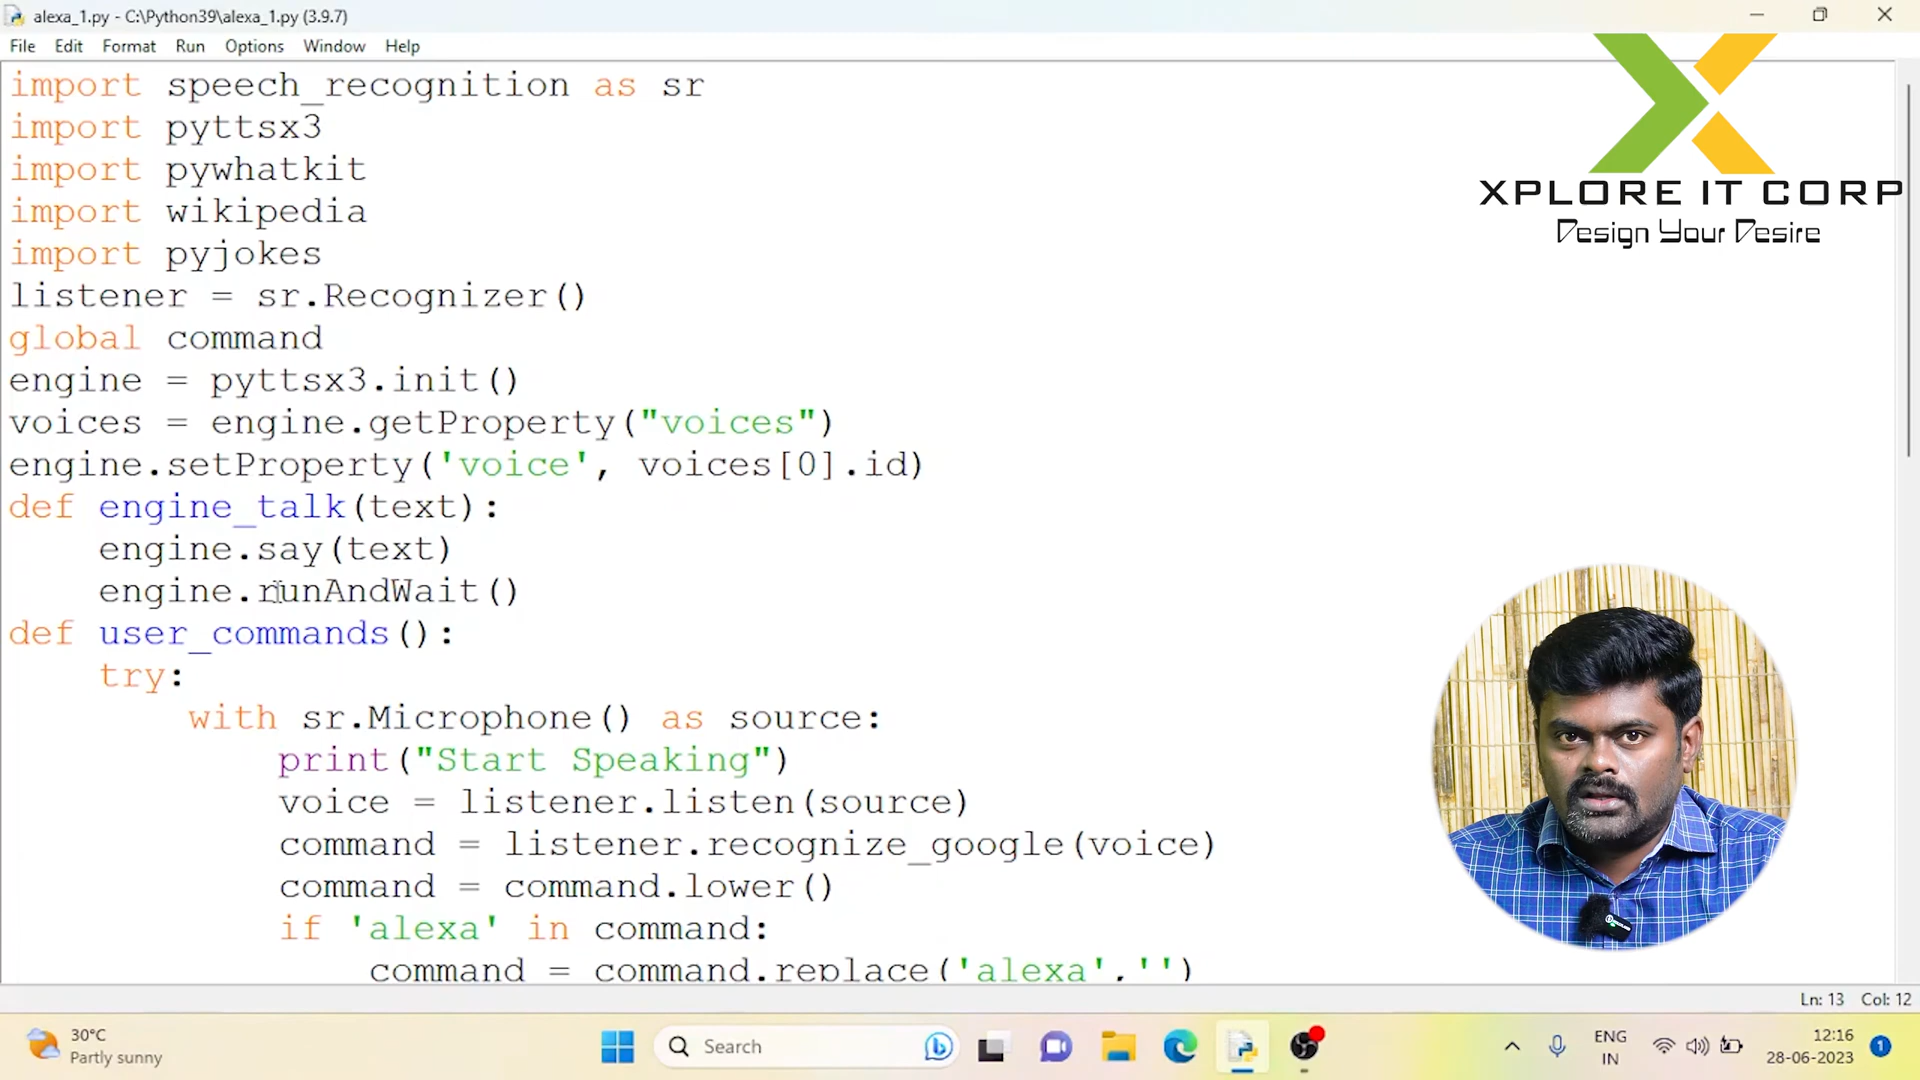 alexa_1.py - C:\Python39\alexa_1.py (3.9.7)
File Edit Format Run Options Window Help
import speech_recognition as sr
import pyttsx3
import pywhatkit
import wikipedia
import pyjokes
listener = sr.Recognizer()
global command
engine = pyttsx3.init()
voices = engine.getProperty("voices")
engine.setProperty('voice', voices[0].id)
def engine_talk(text):
    engine.say(text)
    engine.runAndWait()
def user_commands():
    try:
        with sr.Microphone() as source:
            print("Start Speaking")
            voice = listener.listen(source)
            command = listener.recognize_google(voice)
            command = command.lower()
            if 'alexa' in command:
                command = command.replace('alexa','')
XPLORE IT CORP
Design Your Desire
Ln: 13 Col: 12
30°C
Partly sunny
Search
ENG
IN
12:16
28-06-2023
1